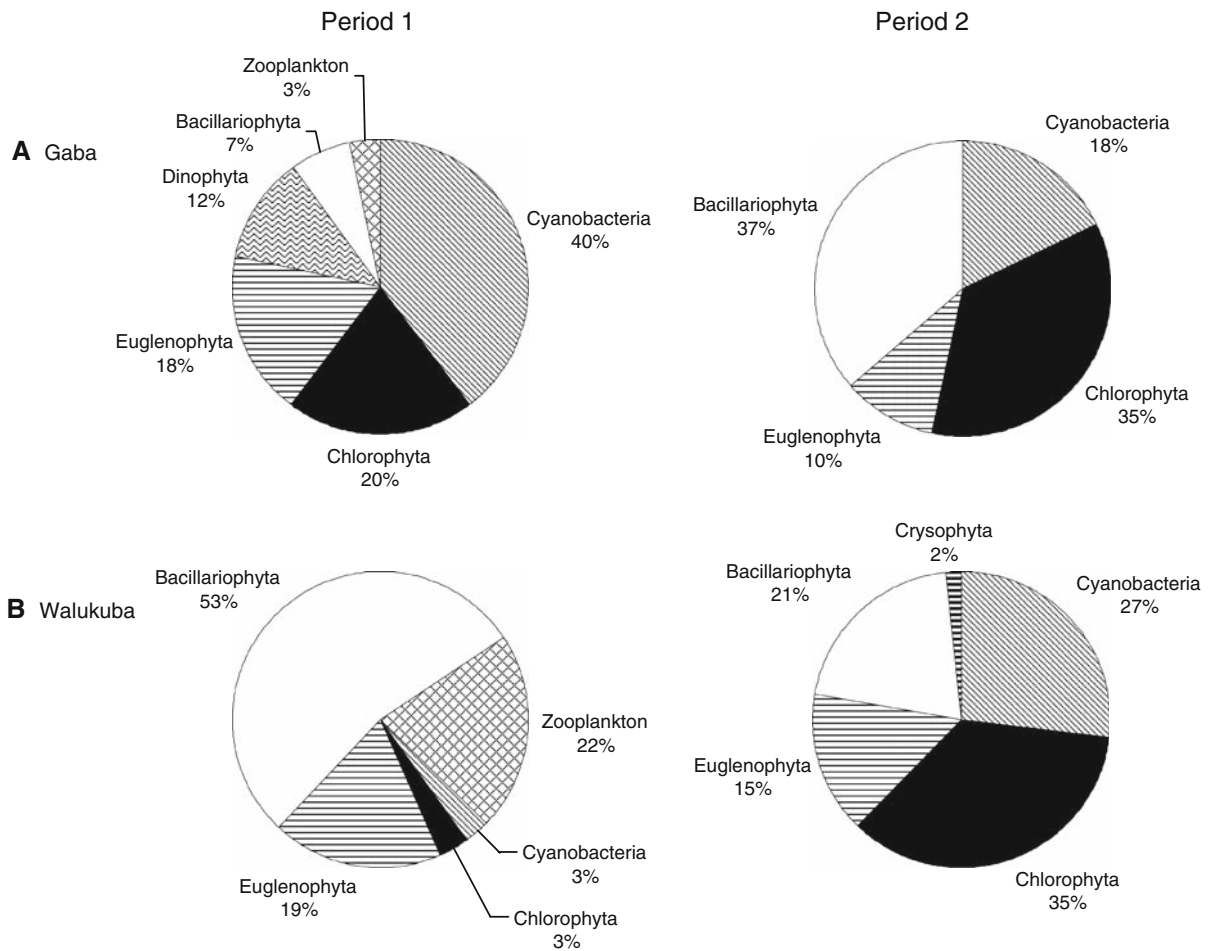 Period 1
Period 2
A Gaba
Zooplankton
3%
Bacillariophyta
7%
Dinophyta
12%
Euglenophyta
18%
Chlorophyta
20%
Cyanobacteria
40%
Cyanobacteria
18%
Bacillariophyta
37%
Euglenophyta
10%
Chlorophyta
35%
B Walukuba
Bacillariophyta
53%
Zooplankton
22%
Cyanobacteria
3%
Chlorophyta
3%
Euglenophyta
19%
Crysophyta
2%
Bacillariophyta
21%
Cyanobacteria
27%
Euglenophyta
15%
Chlorophyta
35%